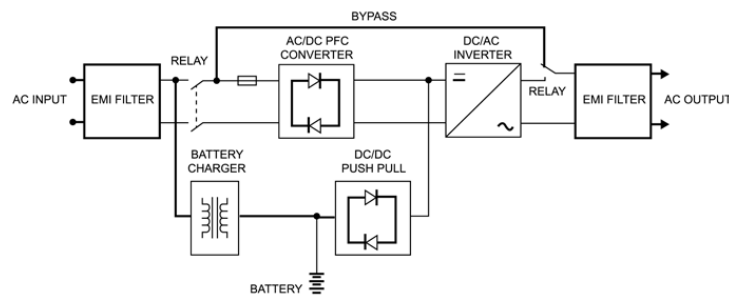 BYPASS
RELAY
AC/DC PFC
CONVERTER
DC/AC
INVERTER
AC INPUT
EMI FILTER
RELAY
EMI FILTER
AC OUTPUT
BATTERY
CHARGER
DC/DC
PUSH PULL
BATTERY